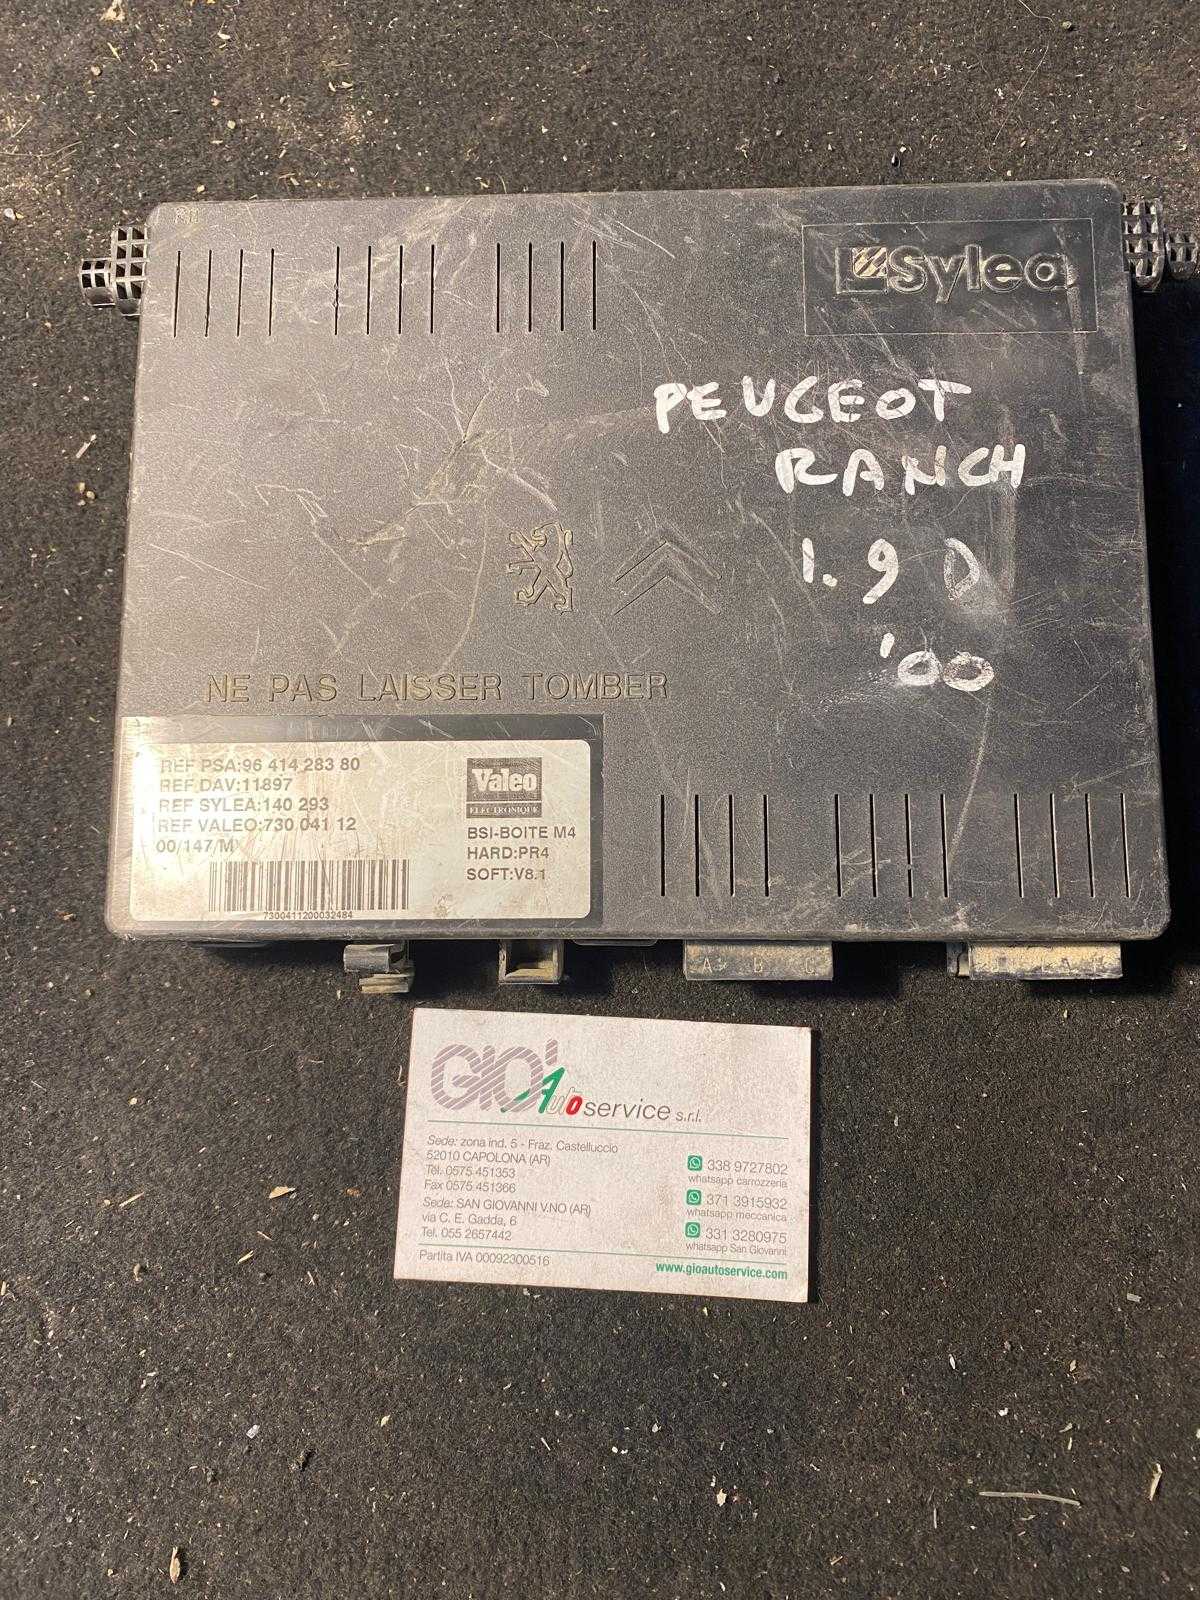 Sylea
PEUGEOT
RANCH
1.9 D
'00
NE PAS LAISSER TOMBER
REF PSA:96 414 283 80
REF DAV:11897
REF SYLEA:140 293
REF VALEO:730 041 12
00/147 M
7300411200032484
Valeo
ELECTRONIQUE
BSI-BOITE M4
HARD:PR4
SOFT:V8.1
A B C
GIO' Auto service s.r.l.
Sede: zona ind. 5 - Fraz. Castelluccio
52010 CAPOLONA (AR)
Tel. 0575 451353
Fax 0575 451366
Sede: SAN GIOVANNI V.NO (AR)
via C. E. Gadda, 6
Tel. 055 2657442
Partita IVA 00092300516
338 9727802
whatsapp carrozzeria
371 3915932
whatsapp meccanica
331 3280975
whatsapp San Giovanni
www.gioautoservice.com